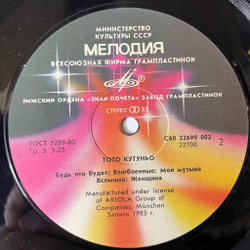 МИНИСТЕРСТВО
КУЛЬТУРЫ СССР
МЕЛОДИЯ
ВСЕСОЮЗНАЯ ФИРМА ГРАМПЛАСТИНОК
РИЖСКИЙ ОРДЕНА «ЗНАК ПОЧЕТА» ЗАВОД ГРАМПЛАСТИНОК
СТЕРЕО 33
ГОСТ 5289-80
Гр. 3. 3-25
С60 22699 003
22700
2
ТОТО КУТУНЬО
Будь что будет; Влюбленные; Моя музыка
Вспышка; Женщина
Manufactured under license
of ARIOLA Group of
Companies, München
Запись 1983 г.